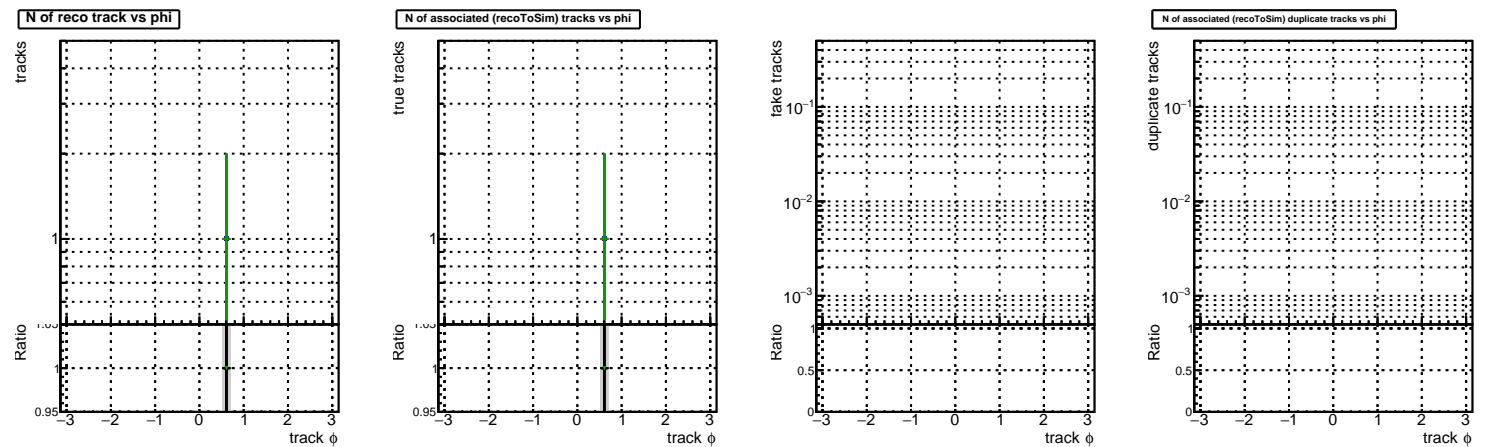 N of reco track vs phi
tracks
1
Ratio
1.05
1
0.95
−3 −2 −1 0 1 2 3
track ϕ
N of associated (recoToSim) tracks vs phi
true tracks
1
Ratio
1.05
1
0.95
−3 −2 −1 0 1 2 3
track ϕ
fake tracks
10−1
10−2
10−3
Ratio
1
0.5
0
−3 −2 −1 0 1 2 3
track ϕ
N of associated (recoToSim) duplicate tracks vs phi
duplicate tracks
10−1
10−2
10−3
Ratio
1
0.5
0
−3 −2 −1 0 1 2 3
track ϕ